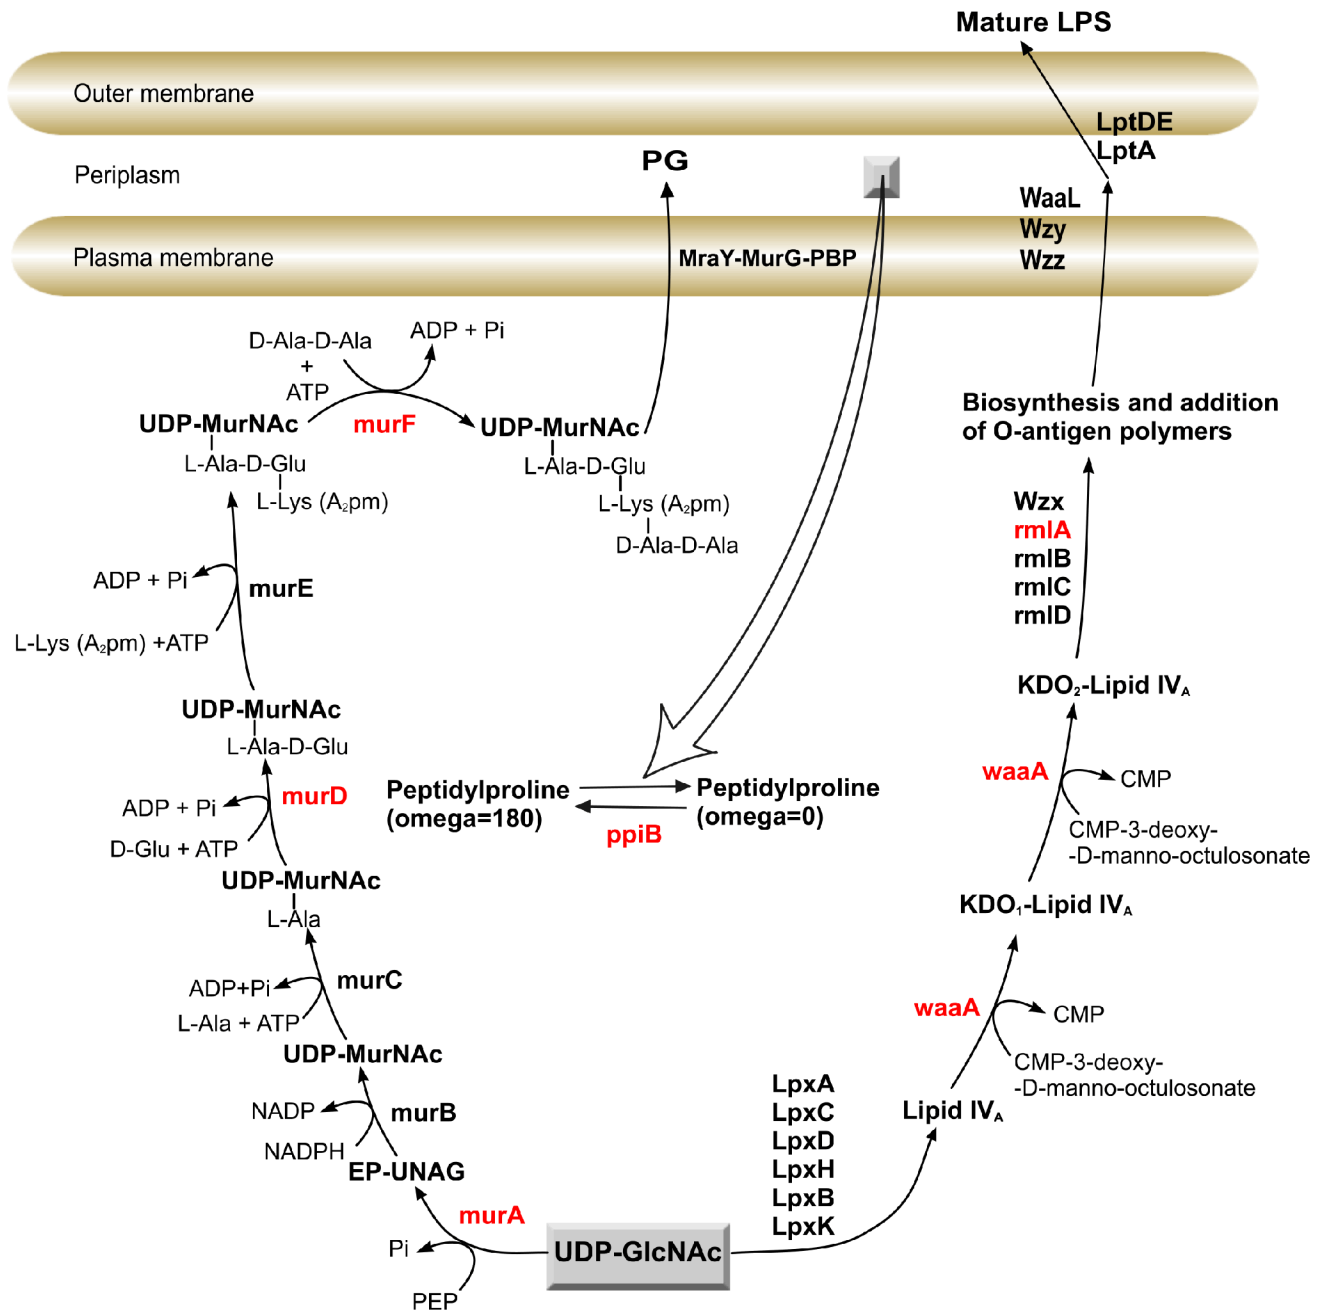 Mature LPS
Outer membrane
LptDE
LptA
Periplasm
PG
WaaL
Wzy
Wzz
Plasma membrane
MraY-MurG-PBP
D-Ala-D-Ala
+
ATP
ADP + Pi
murF
UDP-MurNAc
L-Ala-D-Glu
L-Lys (A₂pm)
UDP-MurNAc
L-Ala-D-Glu
L-Lys (A₂pm)
D-Ala-D-Ala
Biosynthesis and addition
of O-antigen polymers
Wzx
rmlA
rmlB
rmlC
rmlD
ADP + Pi
murE
L-Lys (A₂pm) +ATP
KDO₂-Lipid IVA
UDP-MurNAc
L-Ala-D-Glu
ADP + Pi
murD
D-Glu + ATP
Peptidylproline
(omega=180)
Peptidylproline
(omega=0)
ppiB
waaA
CMP
CMP-3-deoxy-
-D-manno-octulosonate
UDP-MurNAc
L-Ala
KDO₁-Lipid IVA
ADP+Pi
murC
L-Ala + ATP
waaA
CMP
CMP-3-deoxy-
-D-manno-octulosonate
UDP-MurNAc
NADP
murB
NADPH
LpxA
LpxC
LpxD
LpxH
LpxB
LpxK
Lipid IVA
EP-UNAG
murA
Pi
PEP
UDP-GlcNAc